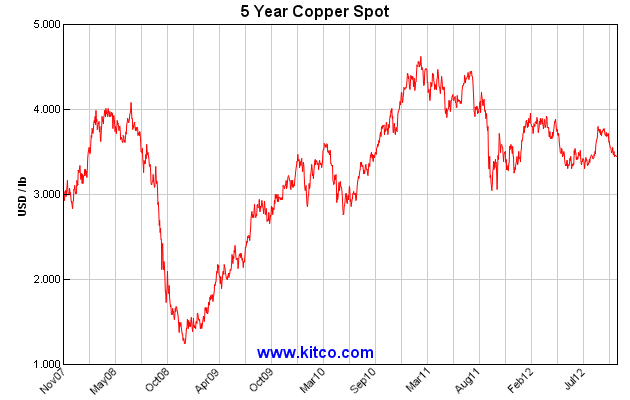 5 Year Copper Spot
5.000
4.000
3.000
2.000
1.000
USD / lb
www.kitco.com
Nov07 May08 Oct08 Apr09 Oct09 Mar10 Sep10 Mar11 Aug11 Feb12 Jul12